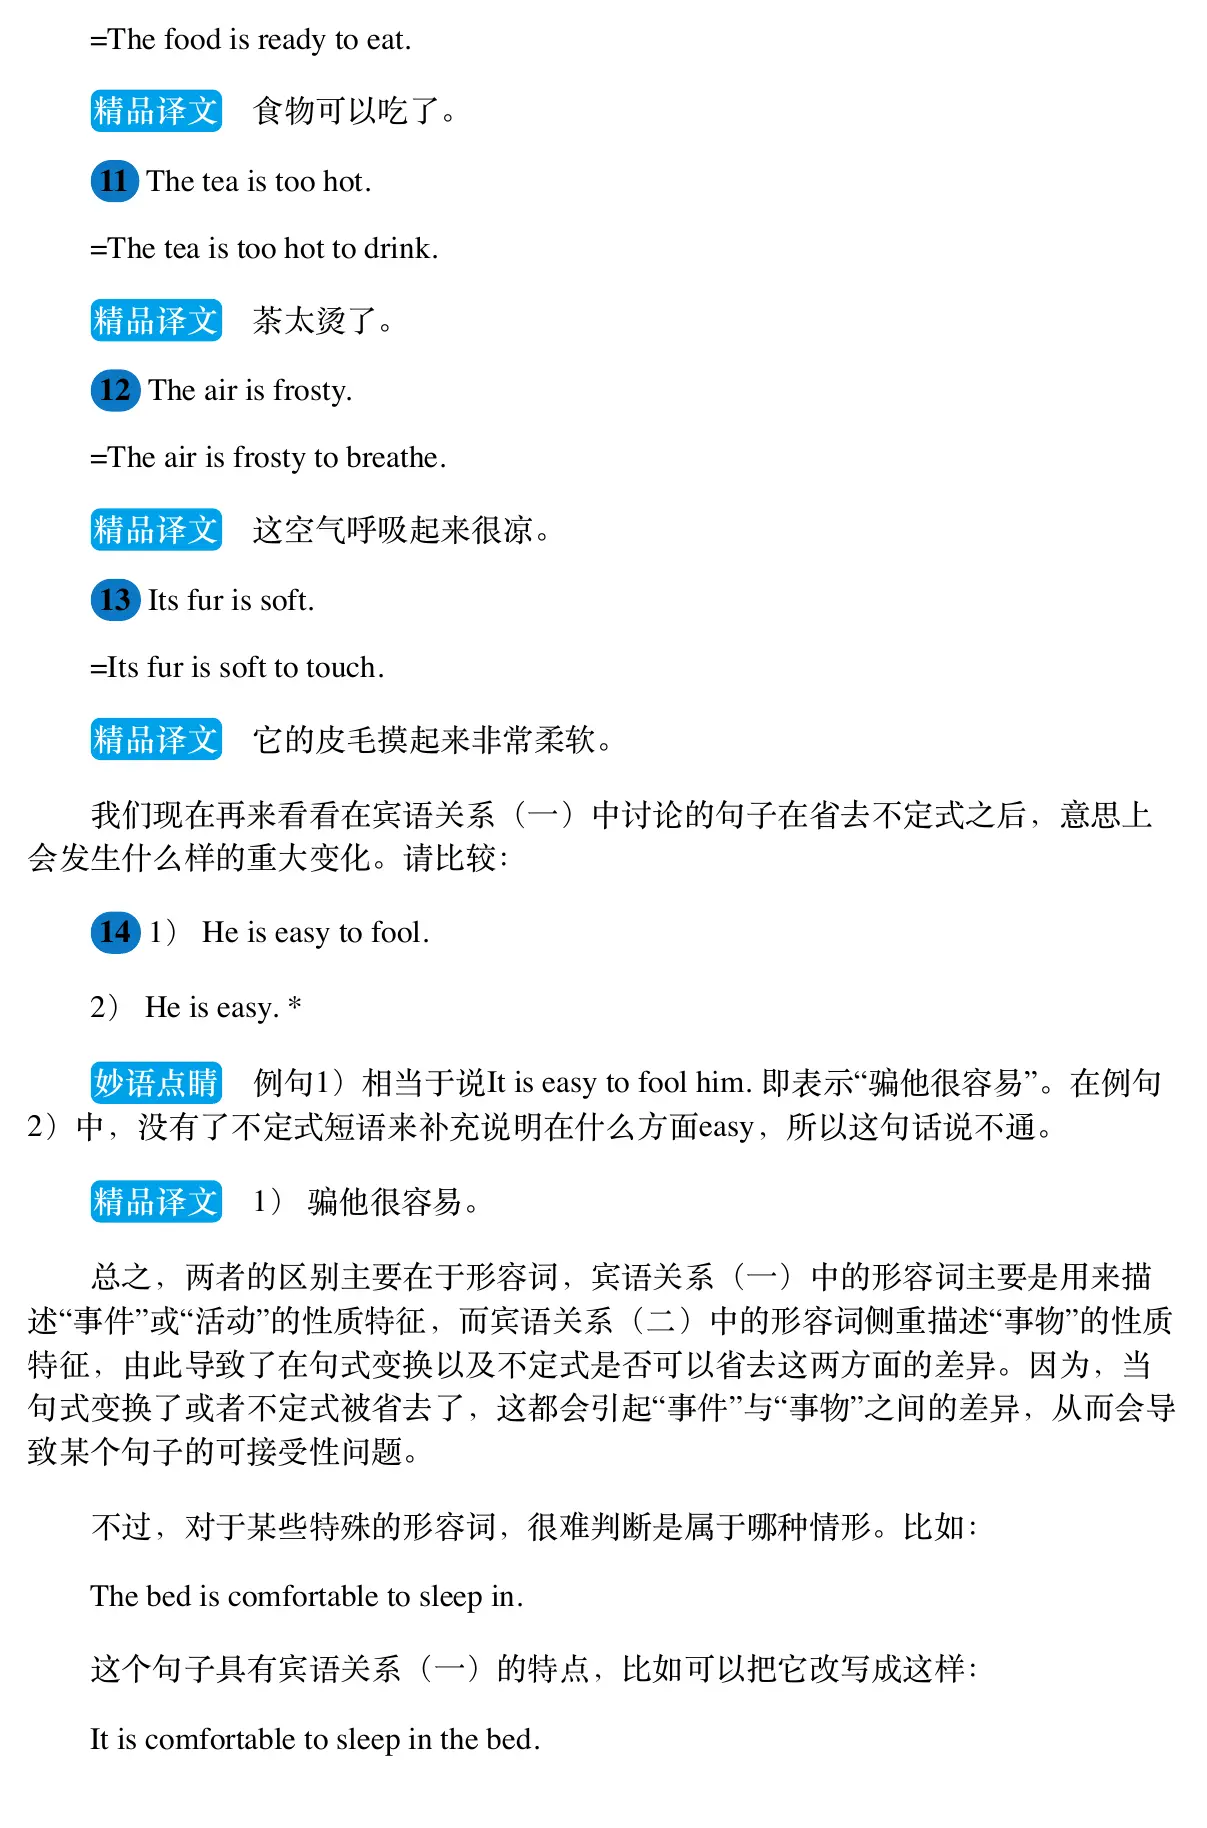 =The food is ready to eat.
精品译文 食物可以吃了。
11 The tea is too hot.
=The tea is too hot to drink.
精品译文 茶太烫了。
12 The air is frosty.
=The air is frosty to breathe.
精品译文 这空气呼吸起来很凉。
13 Its fur is soft.
=Its fur is soft to touch.
精品译文 它的皮毛摸起来非常柔软。
我们现在再来看看在宾语关系（一）中讨论的句子在省去不定式之后，意思上
会发生什么样的重大变化。请比较：
14 1） He is easy to fool.
2） He is easy. *
妙语点睛 例句1）相当于说It is easy to fool him. 即表示“骗他很容易”。在例句
2）中，没有了不定式短语来补充说明在什么方面easy，所以这句话说不通。
精品译文 1） 骗他很容易。
总之，两者的区别主要在于形容词，宾语关系（一）中的形容词主要是用来描
述“事件”或“活动”的性质特征，而宾语关系（二）中的形容词侧重描述“事物”的性质
特征，由此导致了在句式变换以及不定式是否可以省去这两方面的差异。因为，当
句式变换了或者不定式被省去了，这都会引起“事件”与“事物”之间的差异，从而会导
致某个句子的可接受性问题。
不过，对于某些特殊的形容词，很难判断是属于哪种情形。比如：
The bed is comfortable to sleep in.
这个句子具有宾语关系（一）的特点，比如可以把它改写成这样：
It is comfortable to sleep in the bed.